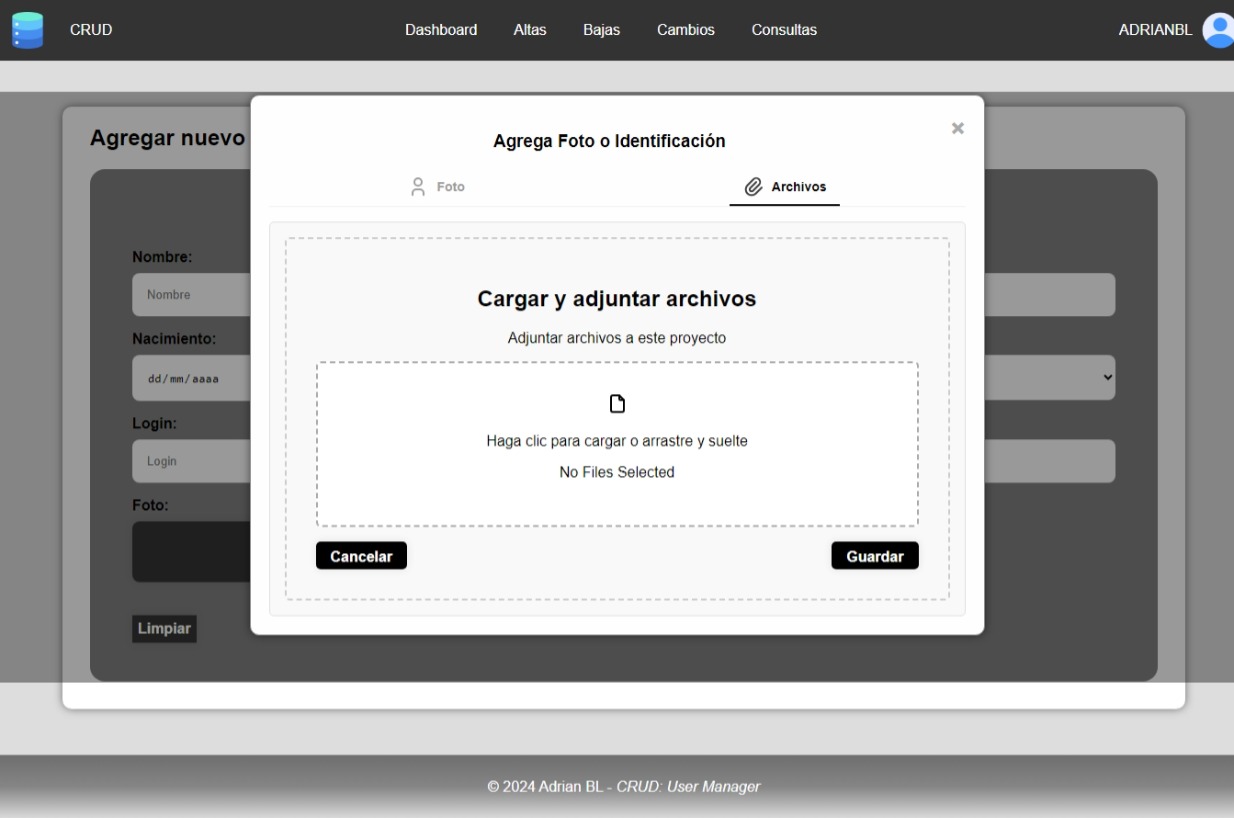 CRUD
Dashboard Altas Bajas Cambios Consultas
ADRIANBL
Agregar nuevo
Agrega Foto o Identificación
×
Foto
Archivos
Nombre:
Nombre
Nacimiento:
dd/mm/aaaa
Login:
Login
Foto:
Limpiar
Cargar y adjuntar archivos
Adjuntar archivos a este proyecto
Haga clic para cargar o arrastre y suelte
No Files Selected
Cancelar
Guardar
© 2024 Adrian BL - CRUD: User Manager